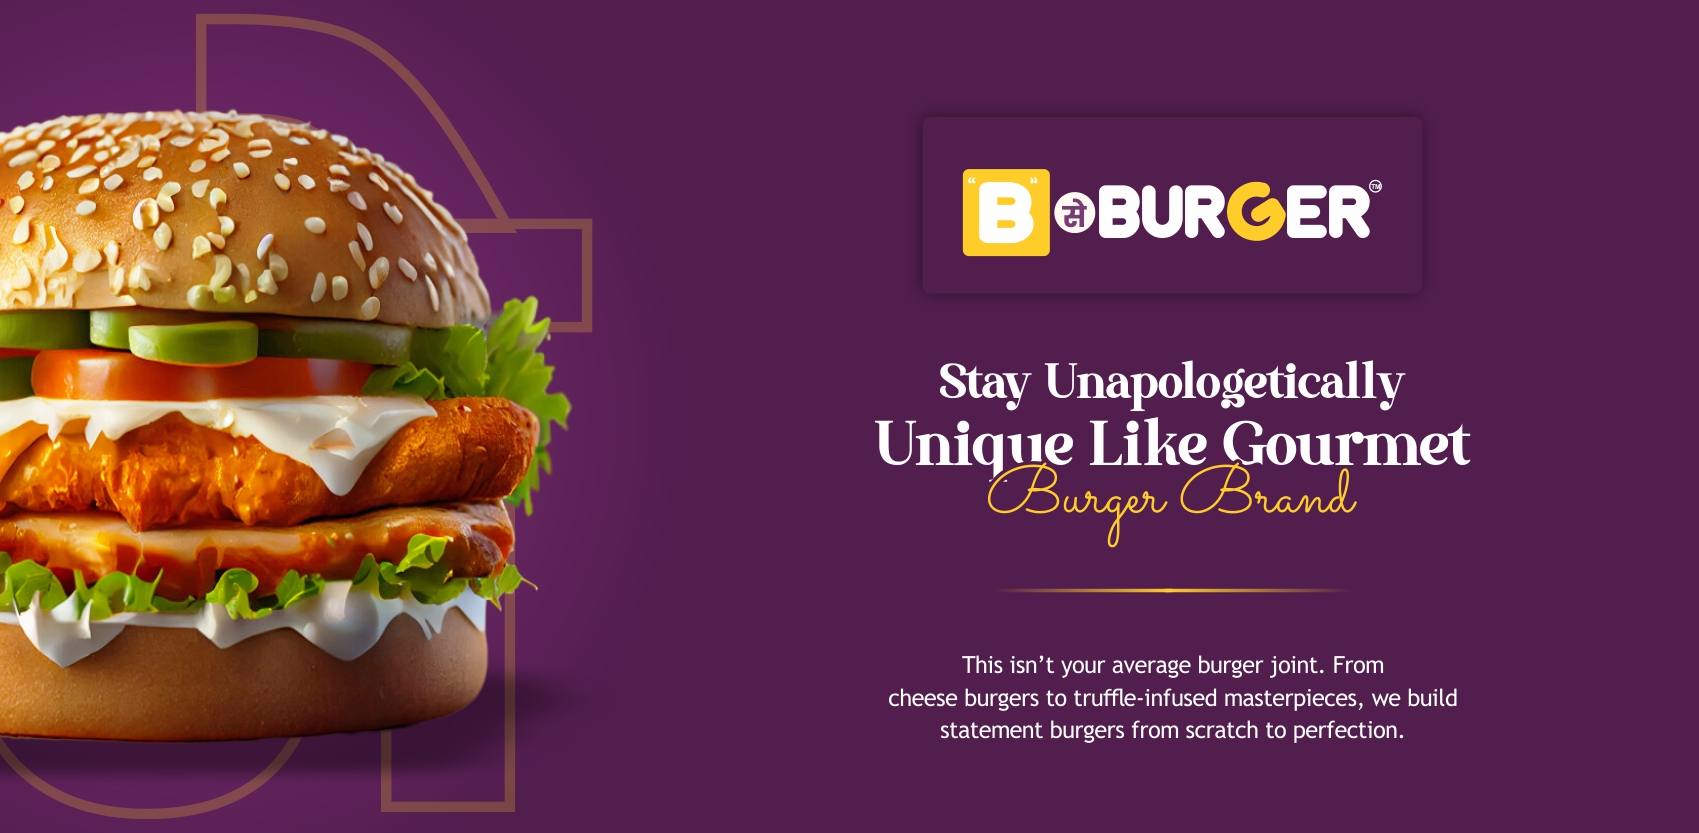 “B” से BURGER™
Stay Unapologetically
Unique Like Gourmet
Burger Brand
This isn’t your average burger joint. From
cheese burgers to truffle-infused masterpieces, we build
statement burgers from scratch to perfection.